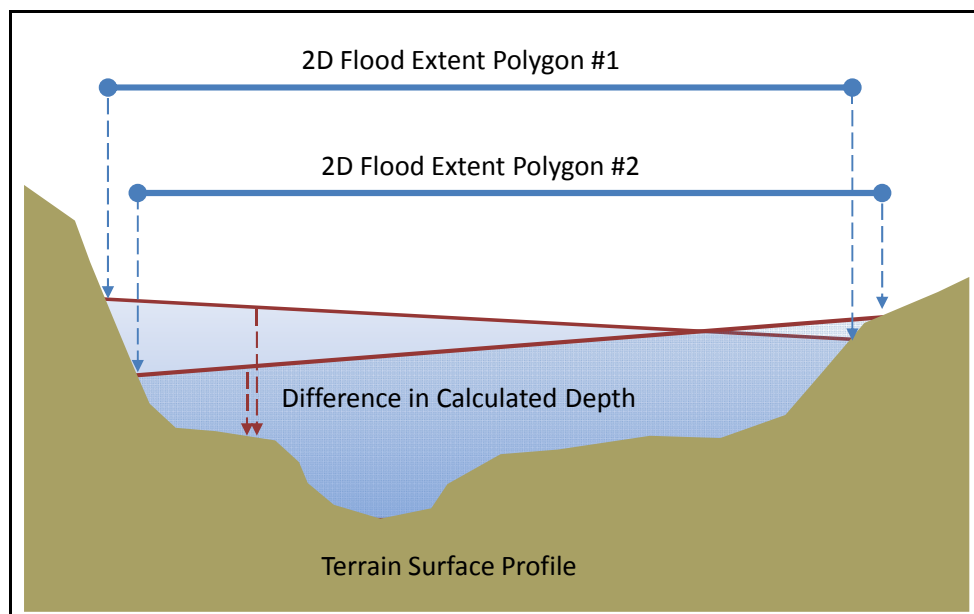 2D Flood Extent Polygon #1
2D Flood Extent Polygon #2
Difference in Calculated Depth
Terrain Surface Profile